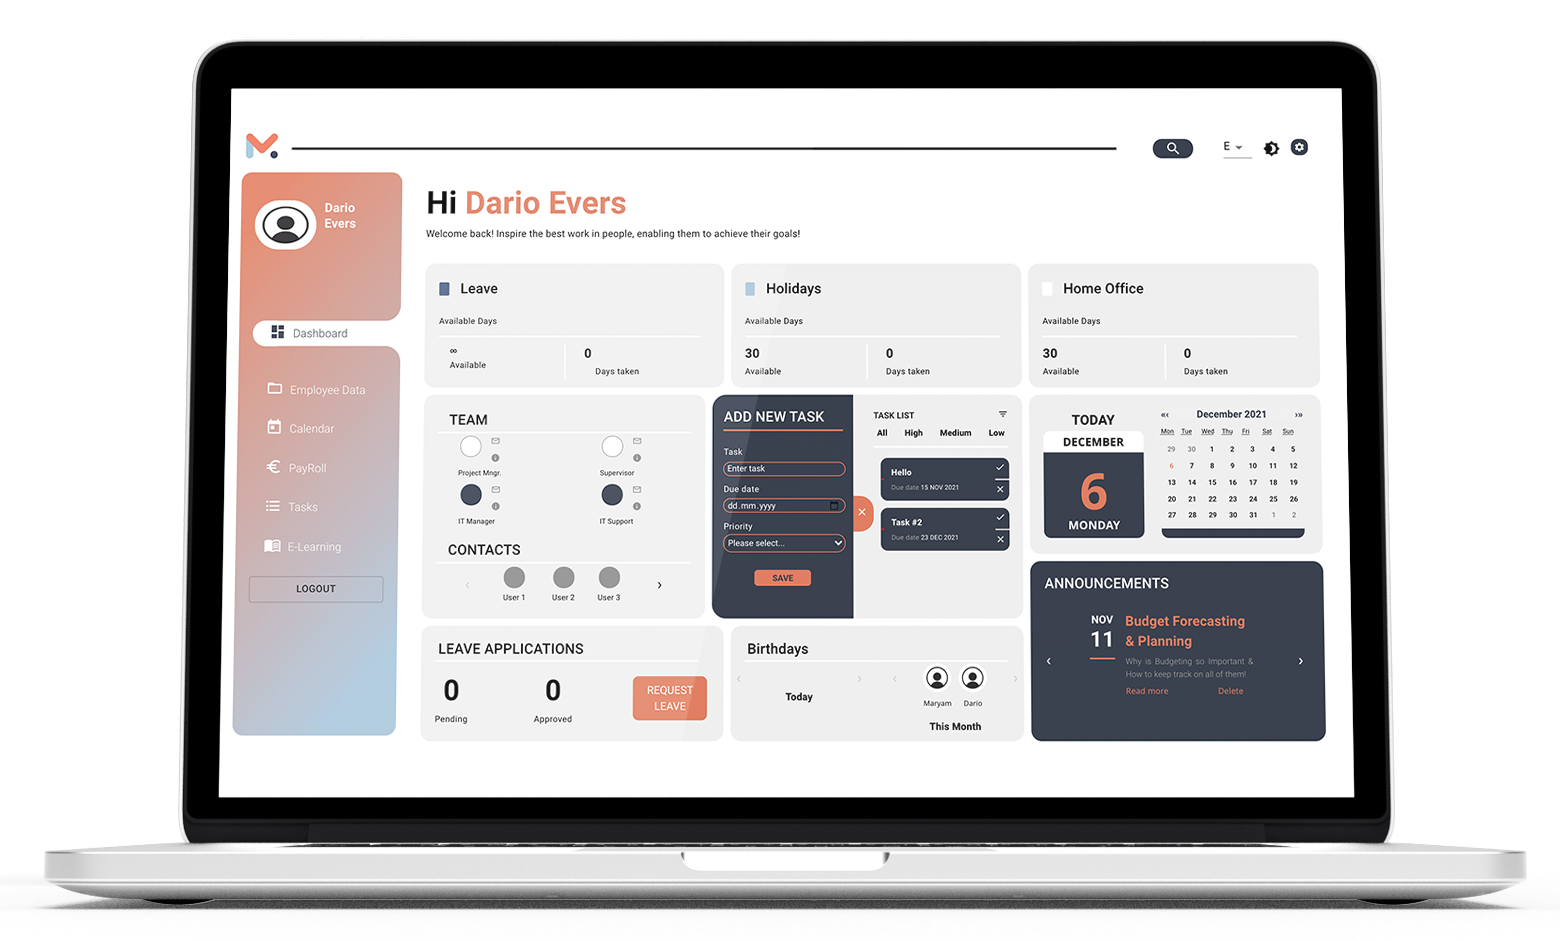 E
Dario
Evers
Hi Dario Evers
Welcome back! Inspire the best work in people, enabling them to achieve their goals!
Dashboard
Employee Data
Calendar
PayRoll
Tasks
E-Learning
LOGOUT
Leave
Available Days
∞
Available
0
Days taken
Holidays
Available Days
30
Available
0
Days taken
Home Office
Available Days
30
Available
0
Days taken
TEAM
Project Mngr.
Supervisor
IT Manager
IT Support
CONTACTS
‹
User 1
User 2
User 3
›
ADD NEW TASK
Task
Enter task
Due date
dd.mm.yyyy
Priority
Please select...
SAVE
TASK LIST
All High Medium Low
Hello
Due date 15 NOV 2021
Task #2
Due date 23 DEC 2021
TODAY
DECEMBER
6
MONDAY
«‹ December 2021 ›»
Mon Tue Wed Thu Fri Sat Sun
29 30 1 2 3 4 5
6 7 8 9 10 11 12
13 14 15 16 17 18 19
20 21 22 23 24 25 26
27 28 29 30 31 1 2
ANNOUNCEMENTS
NOV
11
Budget Forecasting
& Planning
Why is Budgeting so Important &
How to keep track on all of them!
Read more Delete
LEAVE APPLICATIONS
0
Pending
0
Approved
REQUEST
LEAVE
Birthdays
Today
Maryam Dario
This Month